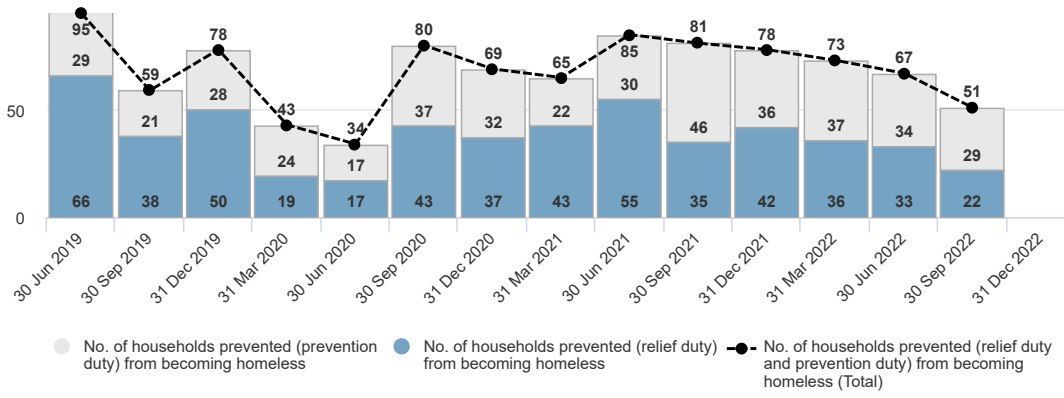 95 59 78 43 34 80 69 65 85 81 78 73 67 51
29 21 28 24 17 37 32 22 30 46 36 37 34 29
50
66 38 50 19 17 43 37 43 55 35 42 36 33 22
0
30 Jun 2019 30 Sep 2019 31 Dec 2019 31 Mar 2020 30 Jun 2020 30 Sep 2020 31 Dec 2020 31 Mar 2021 30 Jun 2021 30 Sep 2021 31 Dec 2021 31 Mar 2022 30 Jun 2022 30 Sep 2022 31 Dec 2022
No. of households prevented (prevention
duty) from becoming homeless
No. of households prevented (relief duty)
from becoming homeless
No. of households prevented (relief duty
and prevention duty) from becoming
homeless (Total)